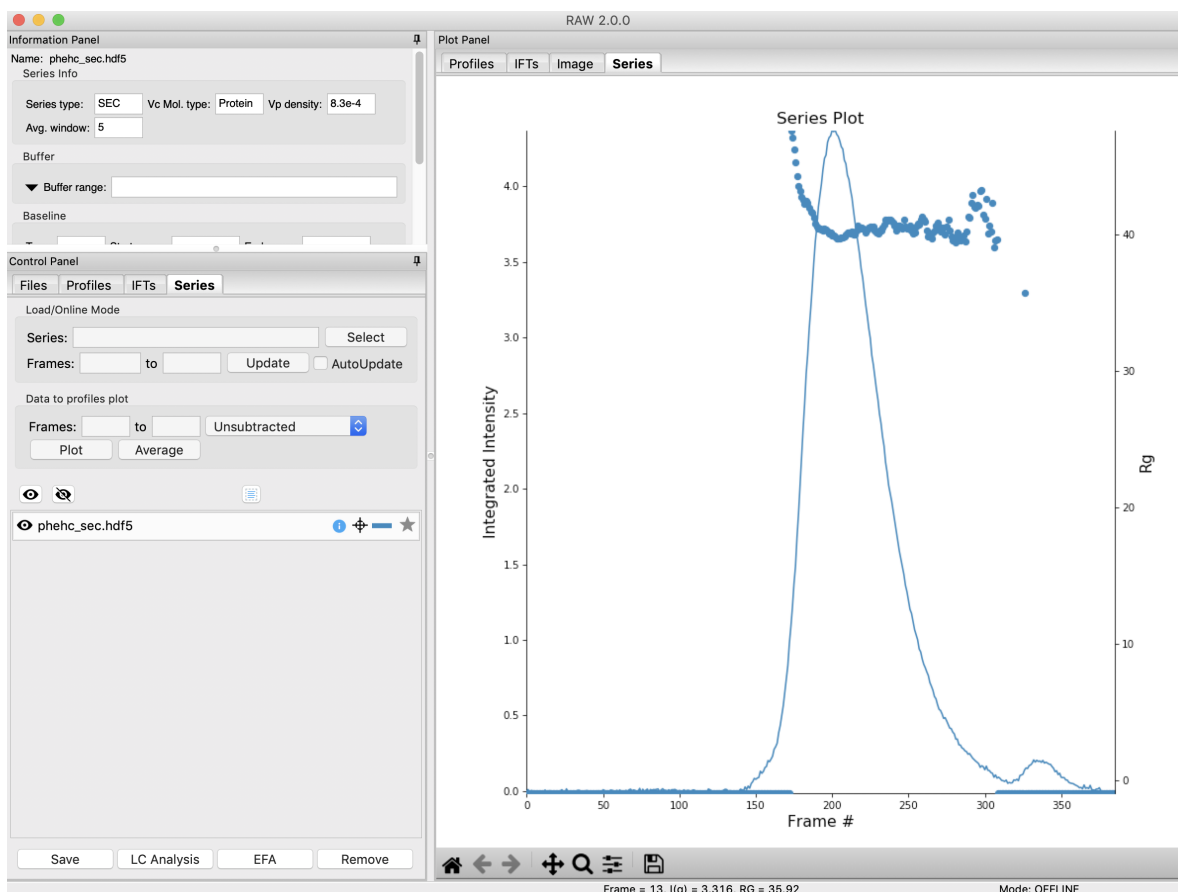 RAW 2.0.0
Information Panel
Name: phehc_sec.hdf5
Series Info
Series type: SEC Vc Mol. type: Protein Vp density: 8.3e-4
Avg. window: 5
Buffer
Buffer range:
Baseline
Control Panel
Files Profiles IFTs Series
Load/Online Mode
Series: Select
Frames: to Update AutoUpdate
Data to profiles plot
Frames: to Unsubtracted
Plot Average
phehc_sec.hdf5
Save LC Analysis EFA Remove
Plot Panel
Profiles IFTs Image Series
Series Plot
Integrated Intensity
4.0
3.5
3.0
2.5
2.0
1.5
1.0
0.5
0.0
0 50 100 150 200 250 300 350
Frame #
40
30
20
10
0
Rg
Frame = 13, I(q) = 3.316, RG = 35.92 Mode: OFFLINE